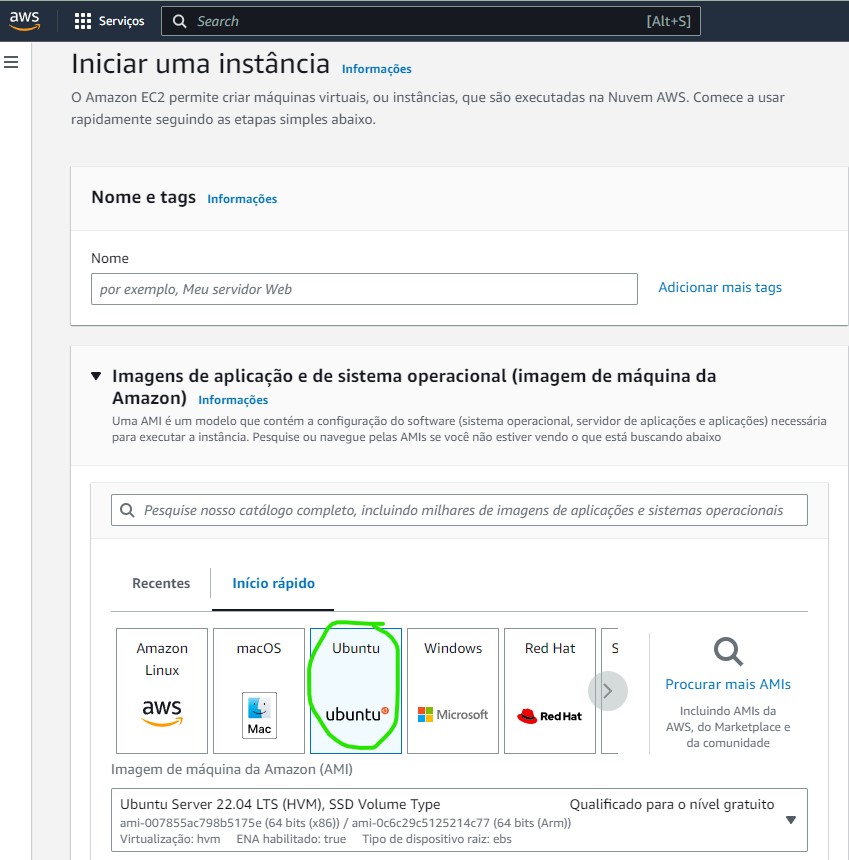 aws
Serviços
Search
[Alt+S]
Iniciar uma instância Informações
O Amazon EC2 permite criar máquinas virtuais, ou instâncias, que são executadas na Nuvem AWS. Comece a usar
rapidamente seguindo as etapas simples abaixo.
Nome e tags Informações
Nome
por exemplo, Meu servidor Web
Adicionar mais tags
Imagens de aplicação e de sistema operacional (imagem de máquina da
Amazon) Informações
Uma AMI é um modelo que contém a configuração do software (sistema operacional, servidor de aplicações e aplicações) necessária
para executar a instância. Pesquise ou navegue pelas AMIs se você não estiver vendo o que está buscando abaixo
Pesquise nosso catálogo completo, incluindo milhares de imagens de aplicações e sistemas operacionais
Recentes
Início rápido
Amazon
Linux
aws
macOS
Mac
Ubuntu
ubuntu
Windows
Microsoft
Red Hat
Red Hat
S
Procurar mais AMIs
Incluindo AMIs da
AWS, do Marketplace e
da comunidade
Imagem de máquina da Amazon (AMI)
Ubuntu Server 22.04 LTS (HVM), SSD Volume Type
Qualificado para o nível gratuito
ami-007855ac798b5175e (64 bits (x86)) / ami-0c6c29c5125214c77 (64 bits (Arm))
Virtualização: hvm ENA habilitado: true Tipo de dispositivo raiz: ebs